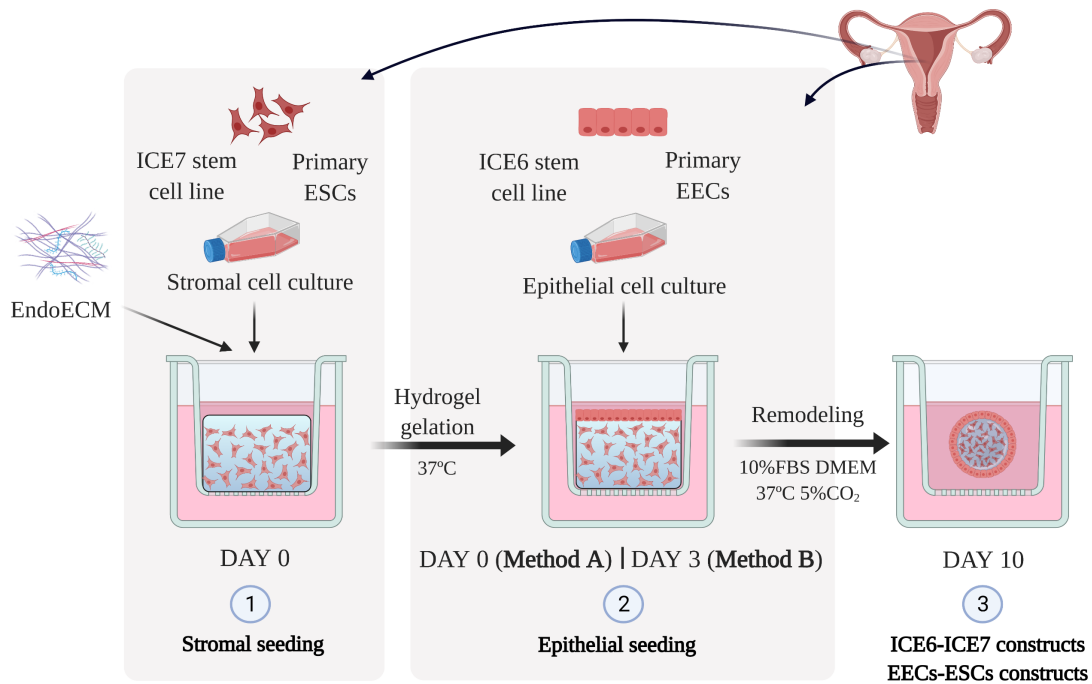 ICE7 stem
cell line
Primary
ESCs
Stromal cell culture
EndoECM
DAY 0
1
Stromal seeding
Hydrogel
gelation
37ºC
ICE6 stem
cell line
Primary
EECs
Epithelial cell culture
DAY 0 (Method A) | DAY 3 (Method B)
2
Epithelial seeding
Remodeling
10%FBS DMEM
37ºC 5%CO₂
DAY 10
3
ICE6-ICE7 constructs
EECs-ESCs constructs